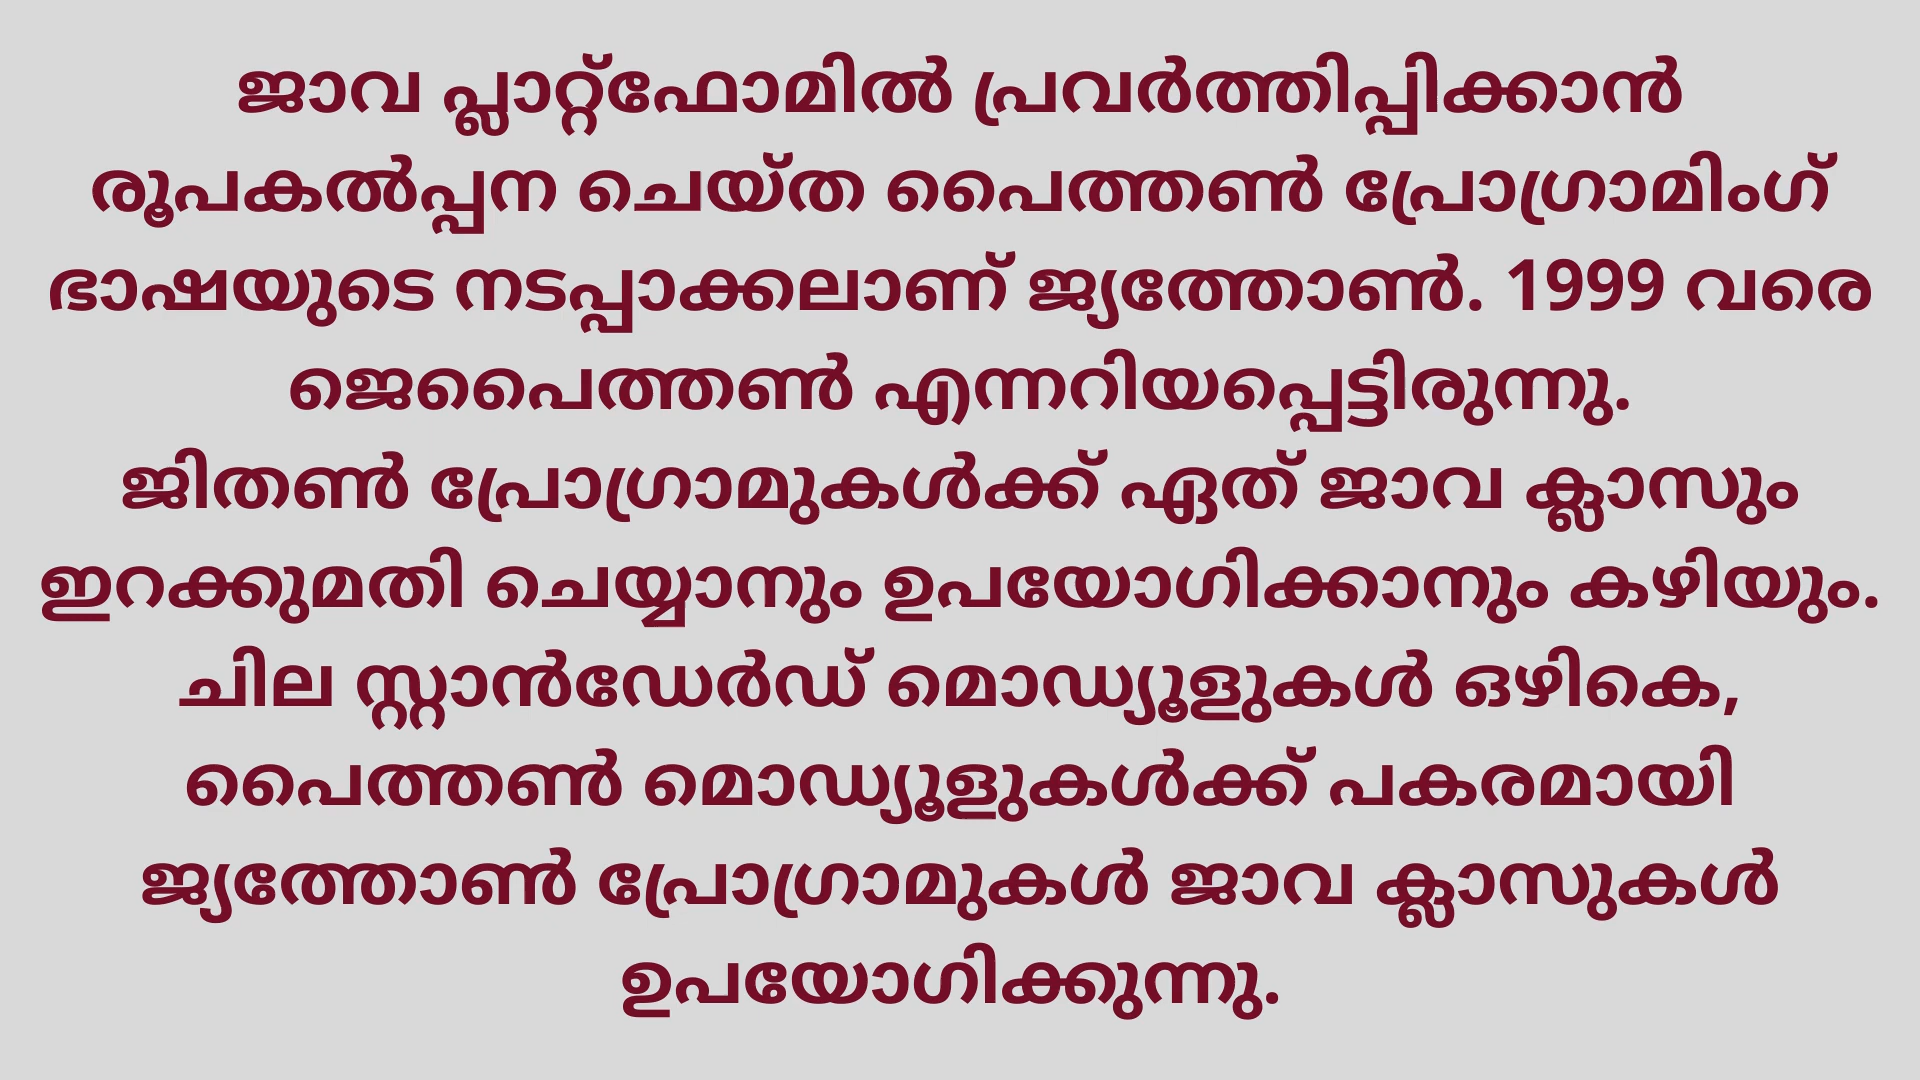 ജാവ പ്ലാറ്റ്ഫോമിൽ പ്രവർത്തിപ്പിക്കാൻ
രൂപകൽപ്പന ചെയ്ത പൈത്തൺ പ്രോഗ്രാമിംഗ്
ഭാഷയുടെ നടപ്പാക്കലാണ് ജ്യത്തോൺ. 1999 വരെ
ജെപൈത്തൺ എന്നറിയപ്പെട്ടിരുന്നു.
ജിതൺ പ്രോഗ്രാമുകൾക്ക് ഏത് ജാവ ക്ലാസും
ഇറക്കുമതി ചെയ്യാനും ഉപയോഗിക്കാനും കഴിയും.
ചില സ്റ്റാൻഡേർഡ് മൊഡ്യൂളുകൾ ഒഴികെ,
പൈത്തൺ മൊഡ്യൂളുകൾക്ക് പകരമായി
ജ്യത്തോൺ പ്രോഗ്രാമുകൾ ജാവ ക്ലാസുകൾ
ഉപയോഗിക്കുന്നു.